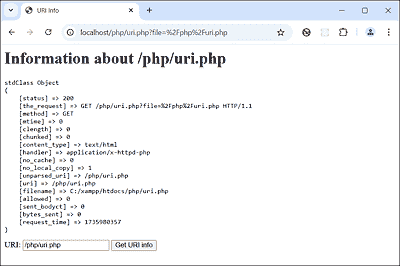 URI Info
localhost/php/uri.php?file=%2Fphp%2Furi.php
Information about /php/uri.php
stdClass Object
(
    [status] => 200
    [the_request] => GET /php/uri.php?file=%2Fphp%2Furi.php HTTP/1.1
    [method] => GET
    [mtime] => 0
    [clength] => 0
    [chunked] => 0
    [content_type] => text/html
    [handler] => application/x-httpd-php
    [no_cache] => 0
    [no_local_copy] => 1
    [unparsed_uri] => /php/uri.php
    [uri] => /php/uri.php
    [filename] => C:/xampp/htdocs/php/uri.php
    [allowed] => 0
    [sent_bodyct] => 0
    [bytes_sent] => 0
    [request_time] => 1735980357
)
URI: /php/uri.php Get URI info